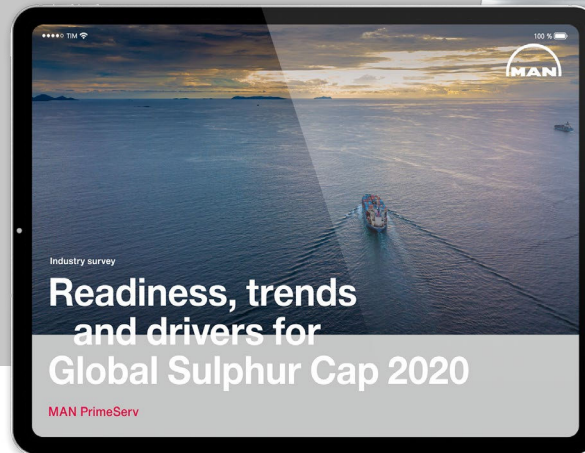 TIM
100 %
MAN
Industry survey
Readiness, trends
and drivers for
Global Sulphur Cap 2020
MAN PrimeServ